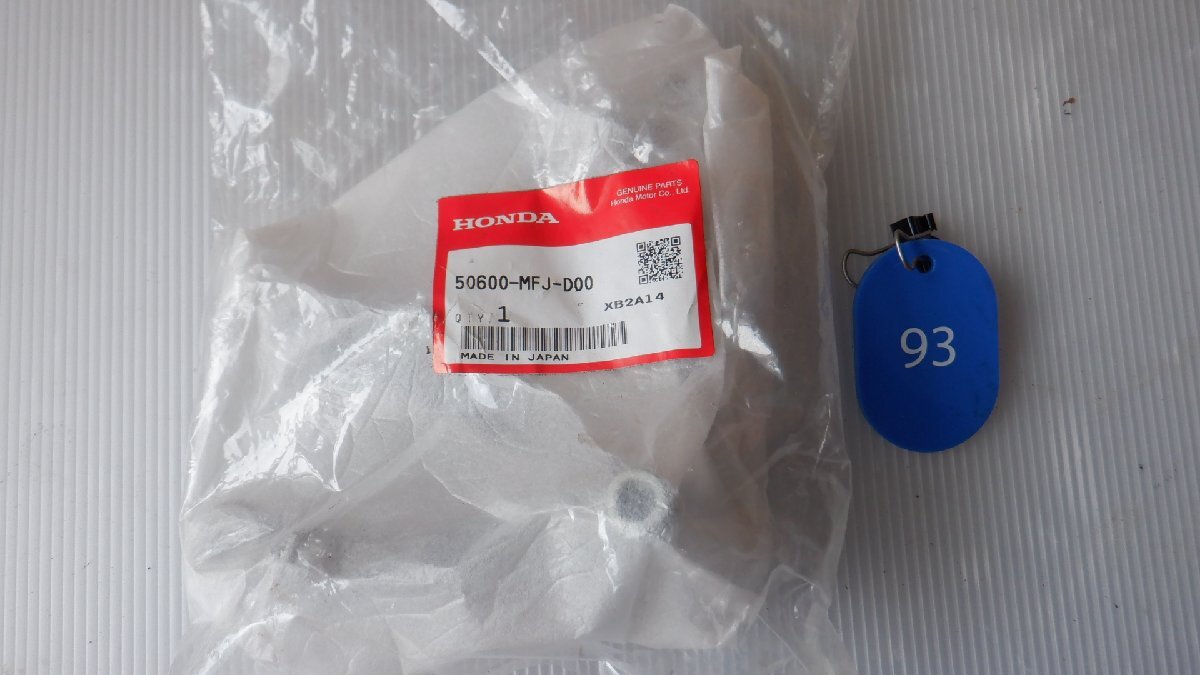 HONDA
GENUINE PARTS
Honda Motor Co., Ltd.
50600-MFJ-D00
XB2A14
QTY 1
MADE IN JAPAN
93